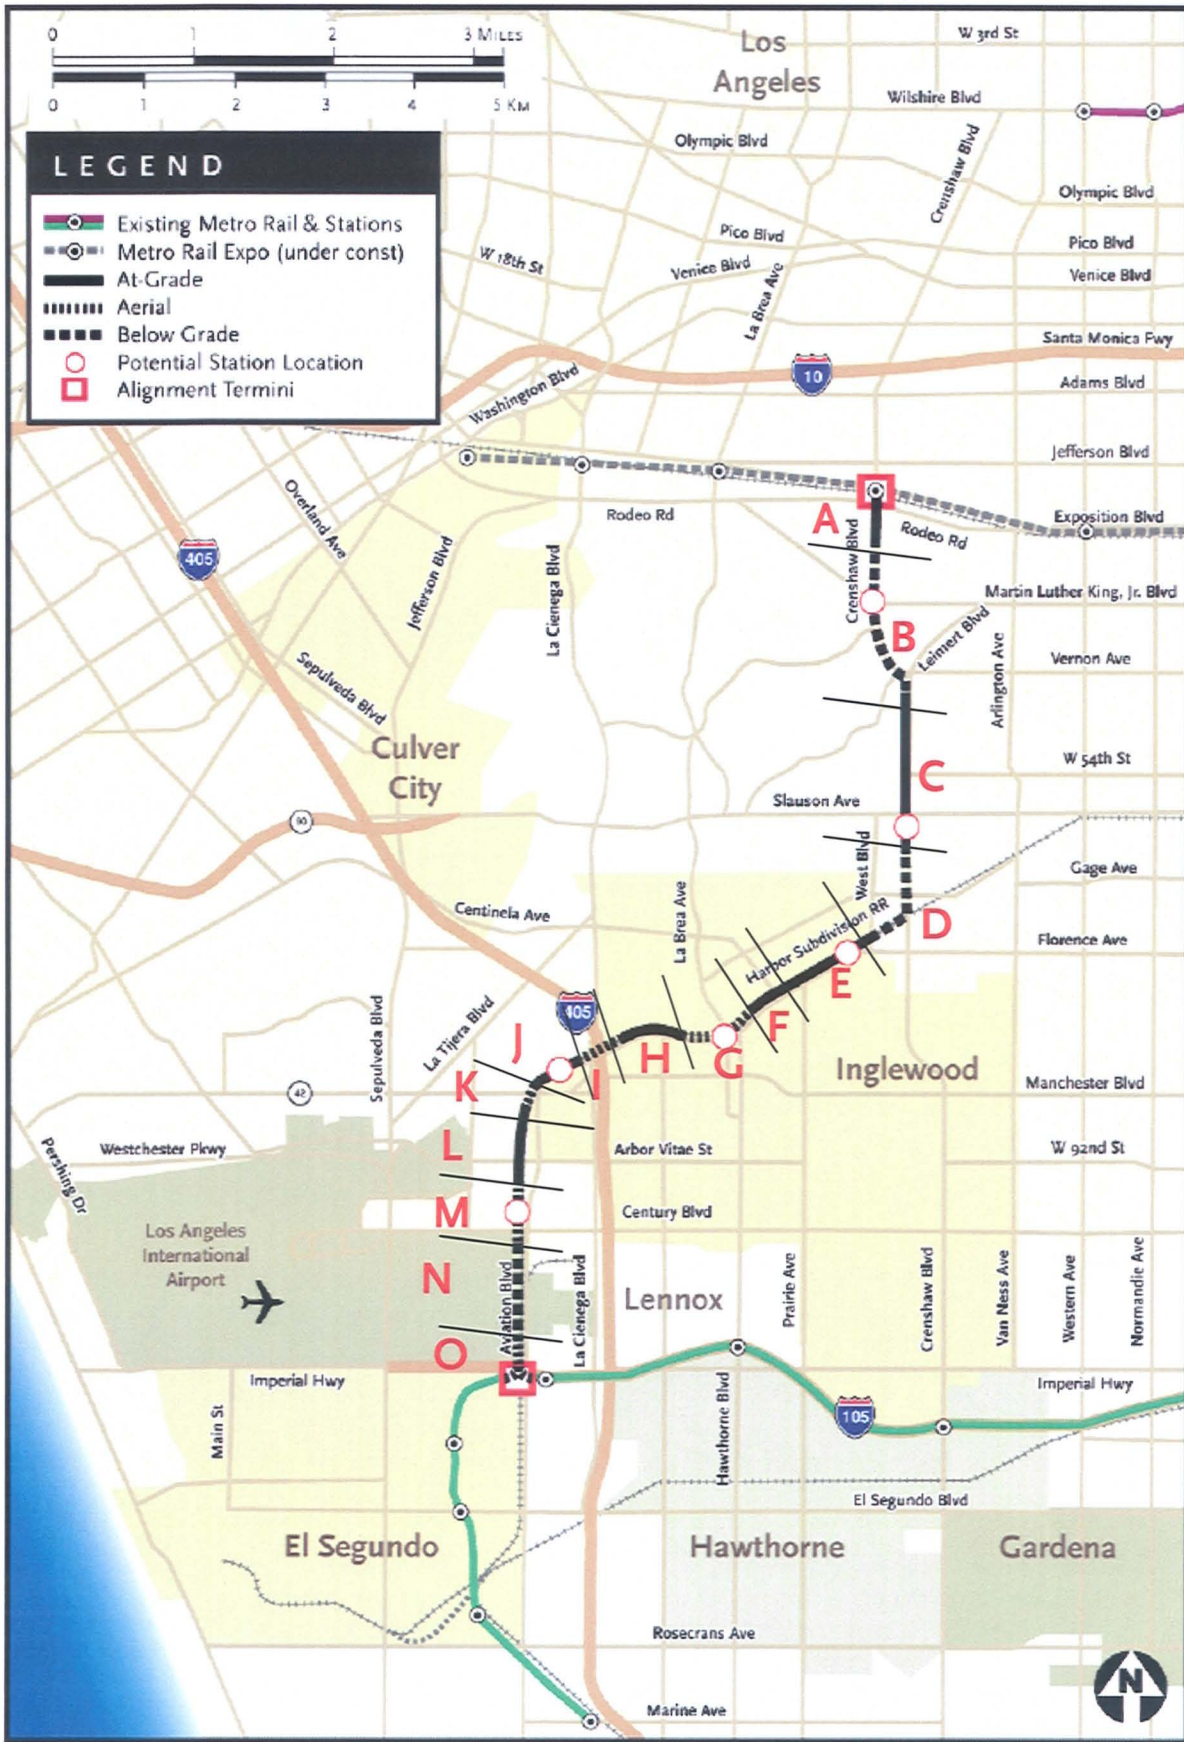 0 1 2 3 MILES
0 1 2 3 4 5 KM
LEGEND
Existing Metro Rail & Stations
Metro Rail Expo (under const)
At-Grade
Aerial
Below Grade
Potential Station Location
Alignment Termini
Los
Angeles
W 3rd St
Wilshire Blvd
Olympic Blvd
Crenshaw Blvd
Olympic Blvd
Pico Blvd
Pico Blvd
W 18th St
Venice Blvd
Venice Blvd
La Brea Ave
Santa Monica Fwy
10
Adams Blvd
Washington Blvd
Jefferson Blvd
Overland Ave
Rodeo Rd
A
Crenshaw Blvd
Rodeo Rd
Exposition Blvd
405
Jefferson Blvd
La Cienega Blvd
Martin Luther King, Jr. Blvd
B
Leimert Blvd
Arlington Ave
Vernon Ave
Sepulveda Blvd
Culver
City
C
W 54th St
Slauson Ave
90
West Blvd
Gage Ave
Centinela Ave
La Brea Ave
Harbor Subdivision RR
D
Florence Ave
E
405
Sepulveda Blvd
La Tijera Blvd
J
I
H
G
F
Inglewood
K
42
Manchester Blvd
Westchester Pkwy
L
Arbor Vitae St
W 92nd St
Pershing Dr
M
Century Blvd
Los Angeles
International
Airport
N
Aviation Blvd
La Cienega Blvd
Lennox
Prairie Ave
Crenshaw Blvd
Van Ness Ave
Western Ave
Normandie Ave
O
Imperial Hwy
Imperial Hwy
Main St
Hawthorne Blvd
105
El Segundo Blvd
El Segundo
Hawthorne
Gardena
Rosecrans Ave
N
Marine Ave